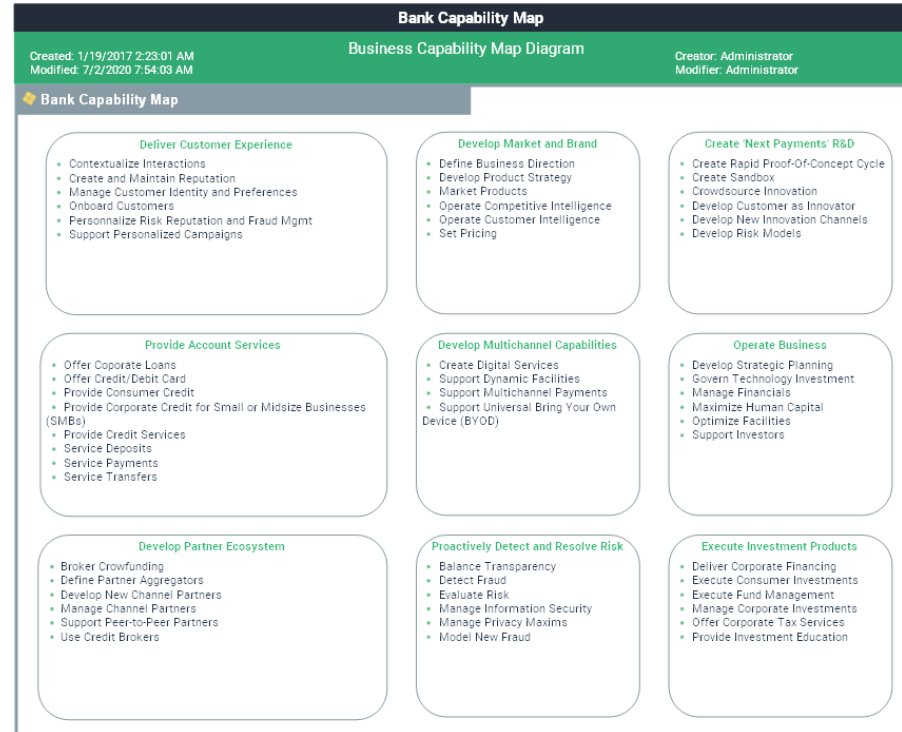 Bank Capability Map
Business Capability Map Diagram
Created: 1/19/2017 2:23:01 AM
Modified: 7/2/2020 7:54:03 AM
Creator: Administrator
Modifier: Administrator
Bank Capability Map
Deliver Customer Experience
• Contextualize Interactions
• Create and Maintain Reputation
• Manage Customer Identity and Preferences
• Onboard Customers
• Personnalize Risk Reputation and Fraud Mgmt
• Support Personalized Campaigns
Develop Market and Brand
• Define Business Direction
• Develop Product Strategy
• Market Products
• Operate Competitive Intelligence
• Operate Customer Intelligence
• Set Pricing
Create 'Next Payments' R&D
• Create Rapid Proof-Of-Concept Cycle
• Create Sandbox
• Crowdsource Innovation
• Develop Customer as Innovator
• Develop New Innovation Channels
• Develop Risk Models
Provide Account Services
• Offer Coporate Loans
• Offer Credit/Debit Card
• Provide Consumer Credit
• Provide Corporate Credit for Small or Midsize Businesses
(SMBs)
• Provide Credit Services
• Service Deposits
• Service Payments
• Service Transfers
Develop Multichannel Capabilities
• Create Digital Services
• Support Dynamic Facilities
• Support Multichannel Payments
• Support Universal Bring Your Own
Device (BYOD)
Operate Business
• Develop Strategic Planning
• Govern Technology Investment
• Manage Financials
• Maximize Human Capital
• Optimize Facilities
• Support Investors
Develop Partner Ecosystem
• Broker Crowfunding
• Define Partner Aggregators
• Develop New Channel Partners
• Manage Channel Partners
• Support Peer-to-Peer Partners
• Use Credit Brokers
Proactively Detect and Resolve Risk
• Balance Transparency
• Detect Fraud
• Evaluate Risk
• Manage Information Security
• Manage Privacy Maxims
• Model New Fraud
Execute Investment Products
• Deliver Corporate Financing
• Execute Consumer Investments
• Execute Fund Management
• Manage Corporate Investments
• Offer Corporate Tax Services
• Provide Investment Education